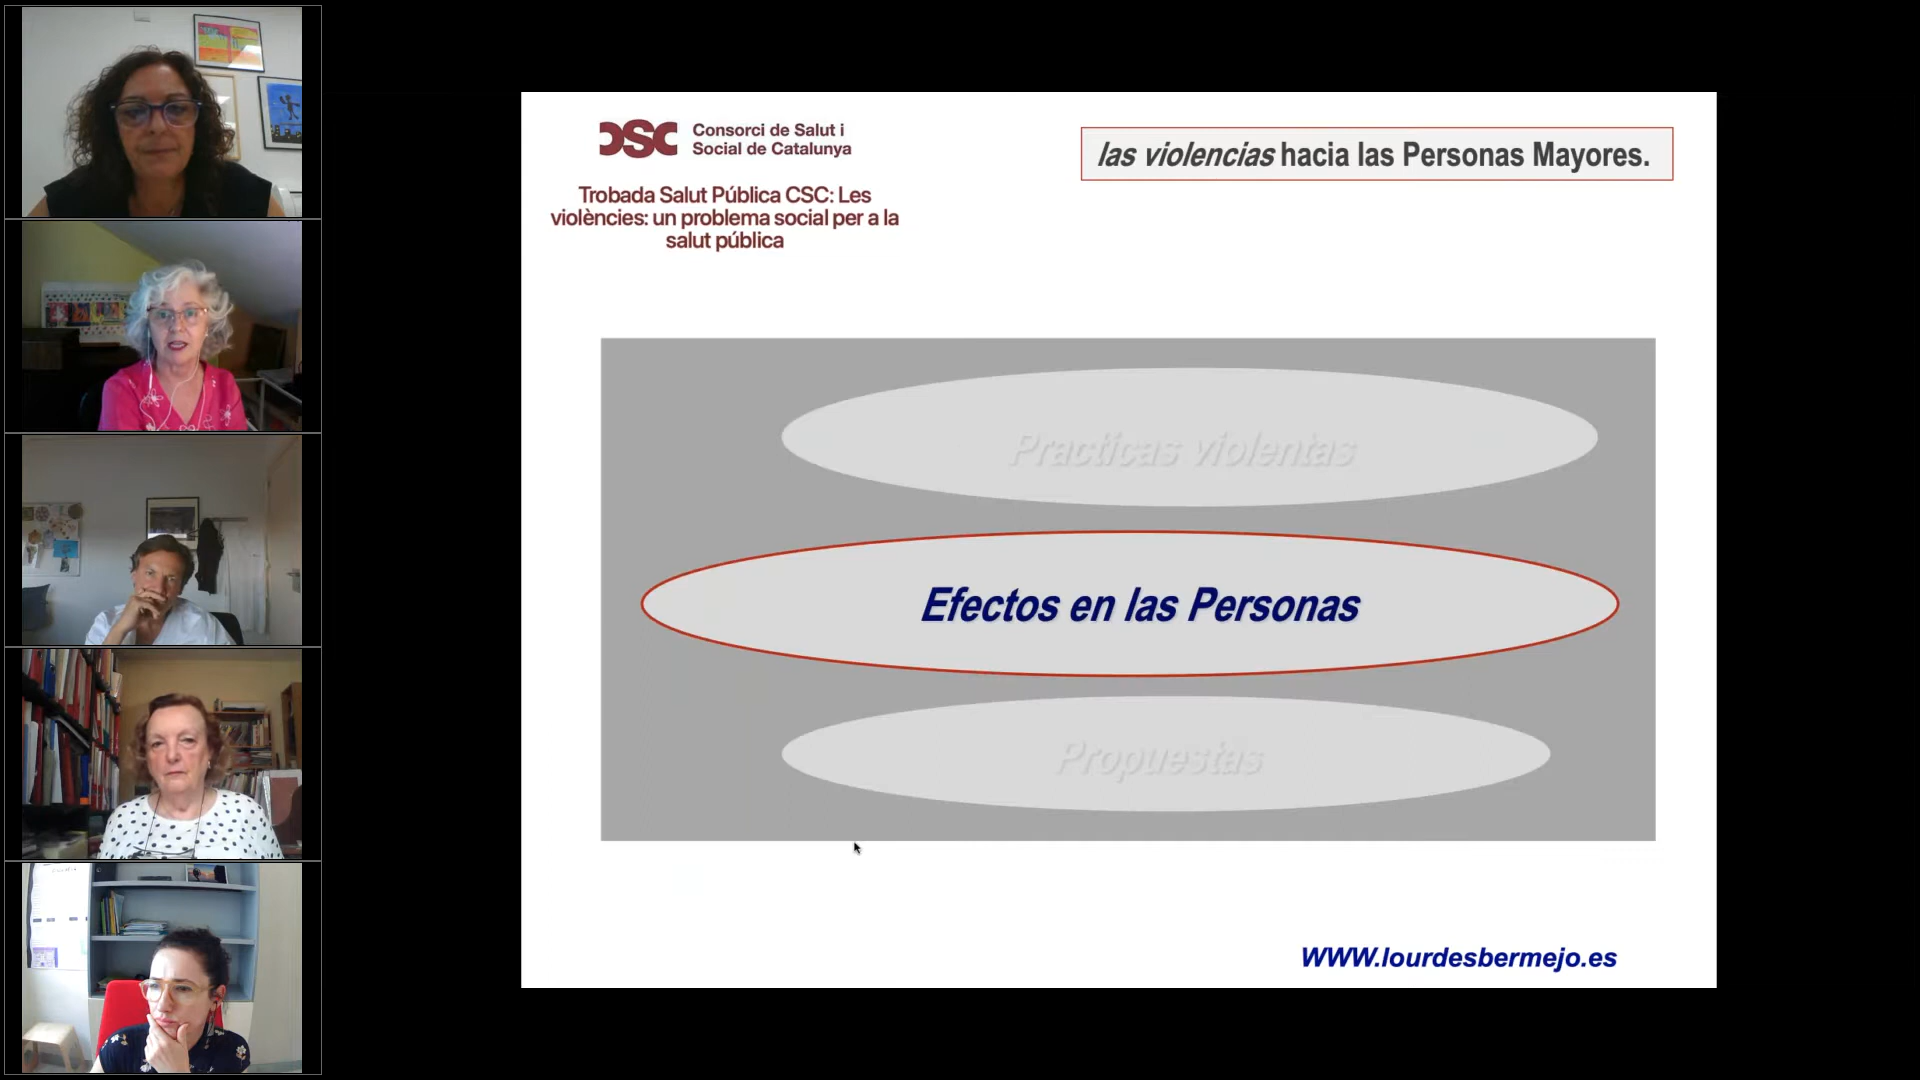 CSC Consorci de Salut i
Social de Catalunya
Trobada Salut Pública CSC: Les
violències: un problema social per a la
salut pública
las violencias hacia las Personas Mayores.
Practicas violentas
Efectos en las Personas
Propuestas
WWW.lourdesbermejo.es